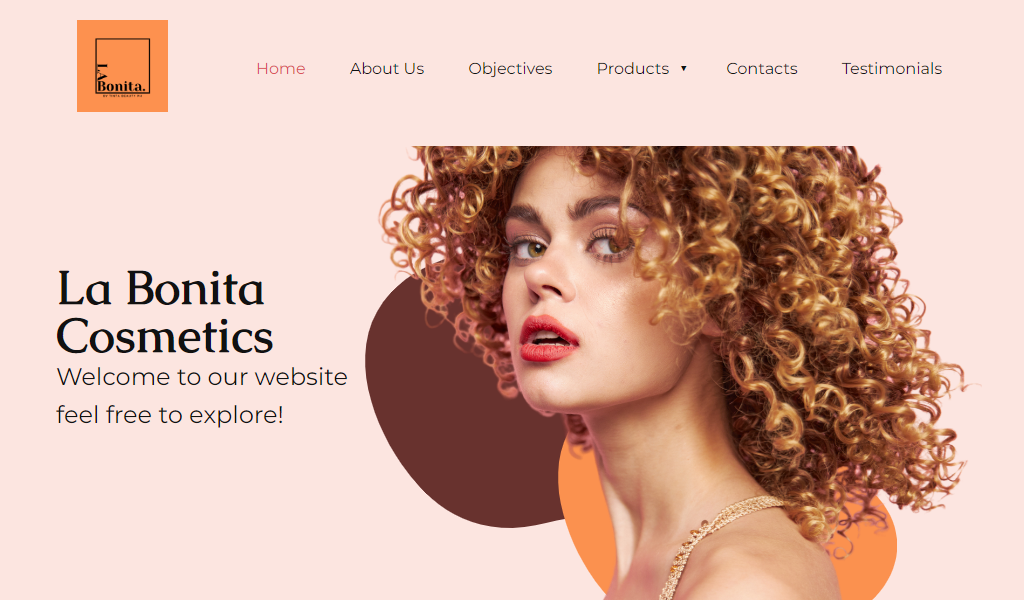 LA
Bonita.
Home
About Us
Objectives
Products ▼
Contacts
Testimonials
La Bonita
Cosmetics
Welcome to our website
feel free to explore!